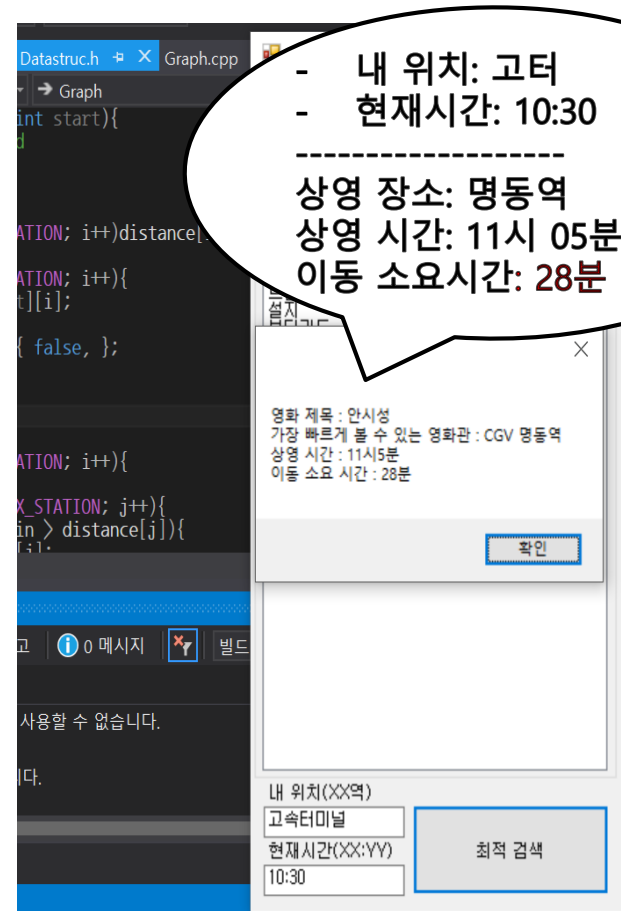 Datastruc.h
Graph.cpp
Graph
int start){
d
ATION; i++)distance[
ATION; i++){
t][i];
{ false, };
ATION; i++){
X_STATION; j++){
in > distance[j]){
- 내 위치: 고터
- 현재시간: 10:30
--------------------
상영 장소: 명동역
상영 시간: 11시 05분
이동 소요시간: 28분
설지
영화 제목 : 안시성
가장 빠르게 볼 수 있는 영화관 : CGV 명동역
상영 시간 : 11시5분
이동 소요 시간 : 28분
확인
고
0 메시지
빌드
사용할 수 없습니다.
니다.
내 위치(XX역)
고속터미널
현재시간(XX:YY)
10:30
최적 검색